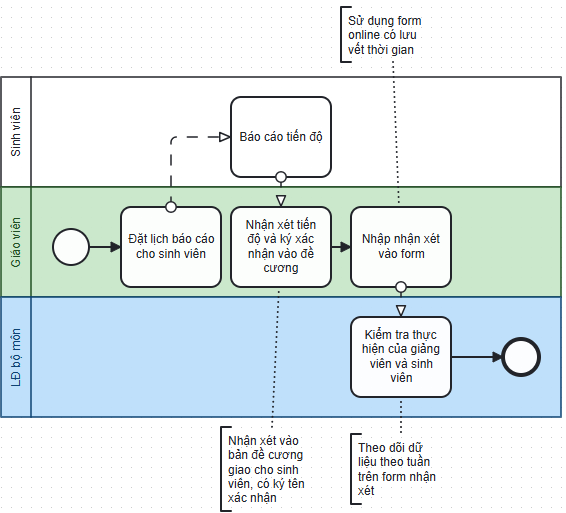 Sử dụng form
online có lưu
vết thời gian
Sinh viên
Báo cáo tiến độ
Giáo viên
Đặt lịch báo cáo
cho sinh viên
Nhận xét tiến
độ và ký xác
nhận vào đề
cương
Nhập nhận xét
vào form
LĐ bộ môn
Kiểm tra thực
hiện của giảng
viên và sinh
viên
Nhận xét vào
bản đề cương
giao cho sinh
viên, có ký tên
xác nhận
Theo dõi dữ
liệu theo tuần
trên form nhận
xét